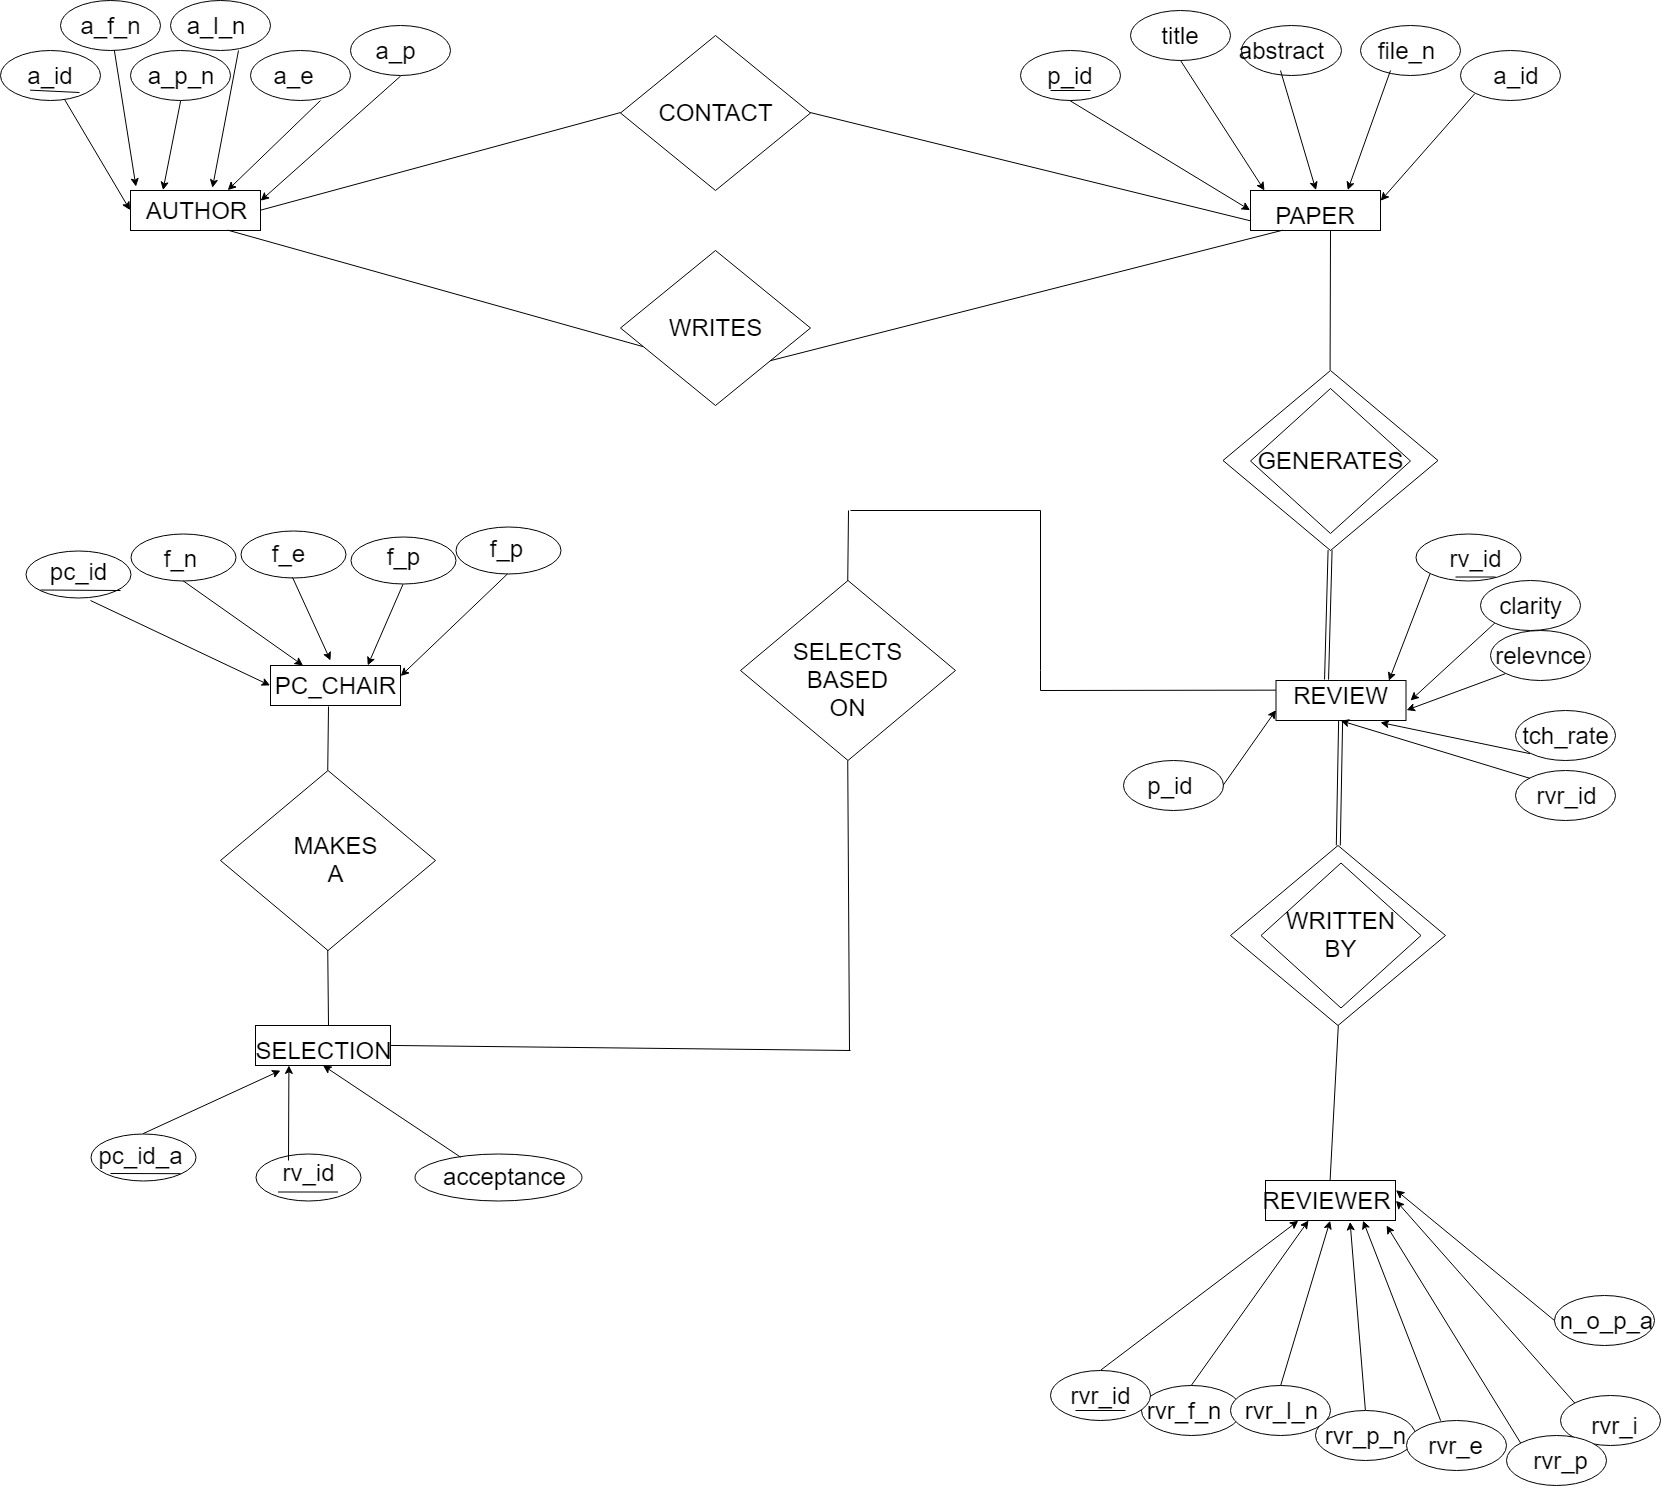 a_f_n
a_l_n
a_id
a_p_n
a_e
a_p
CONTACT
p_id
title
abstract
file_n
a_id
AUTHOR
PAPER
WRITES
GENERATES
pc_id
f_n
f_e
f_p
f_p
rv_id
clarity
relevnce
SELECTS
BASED
ON
PC_CHAIR
REVIEW
tch_rate
p_id
rvr_id
MAKES
A
WRITTEN
BY
SELECTION
pc_id_a
rv_id
acceptance
REVIEWER
n_o_p_a
rvr_id
rvr_f_n
rvr_l_n
rvr_p_n
rvr_e
rvr_p
rvr_i